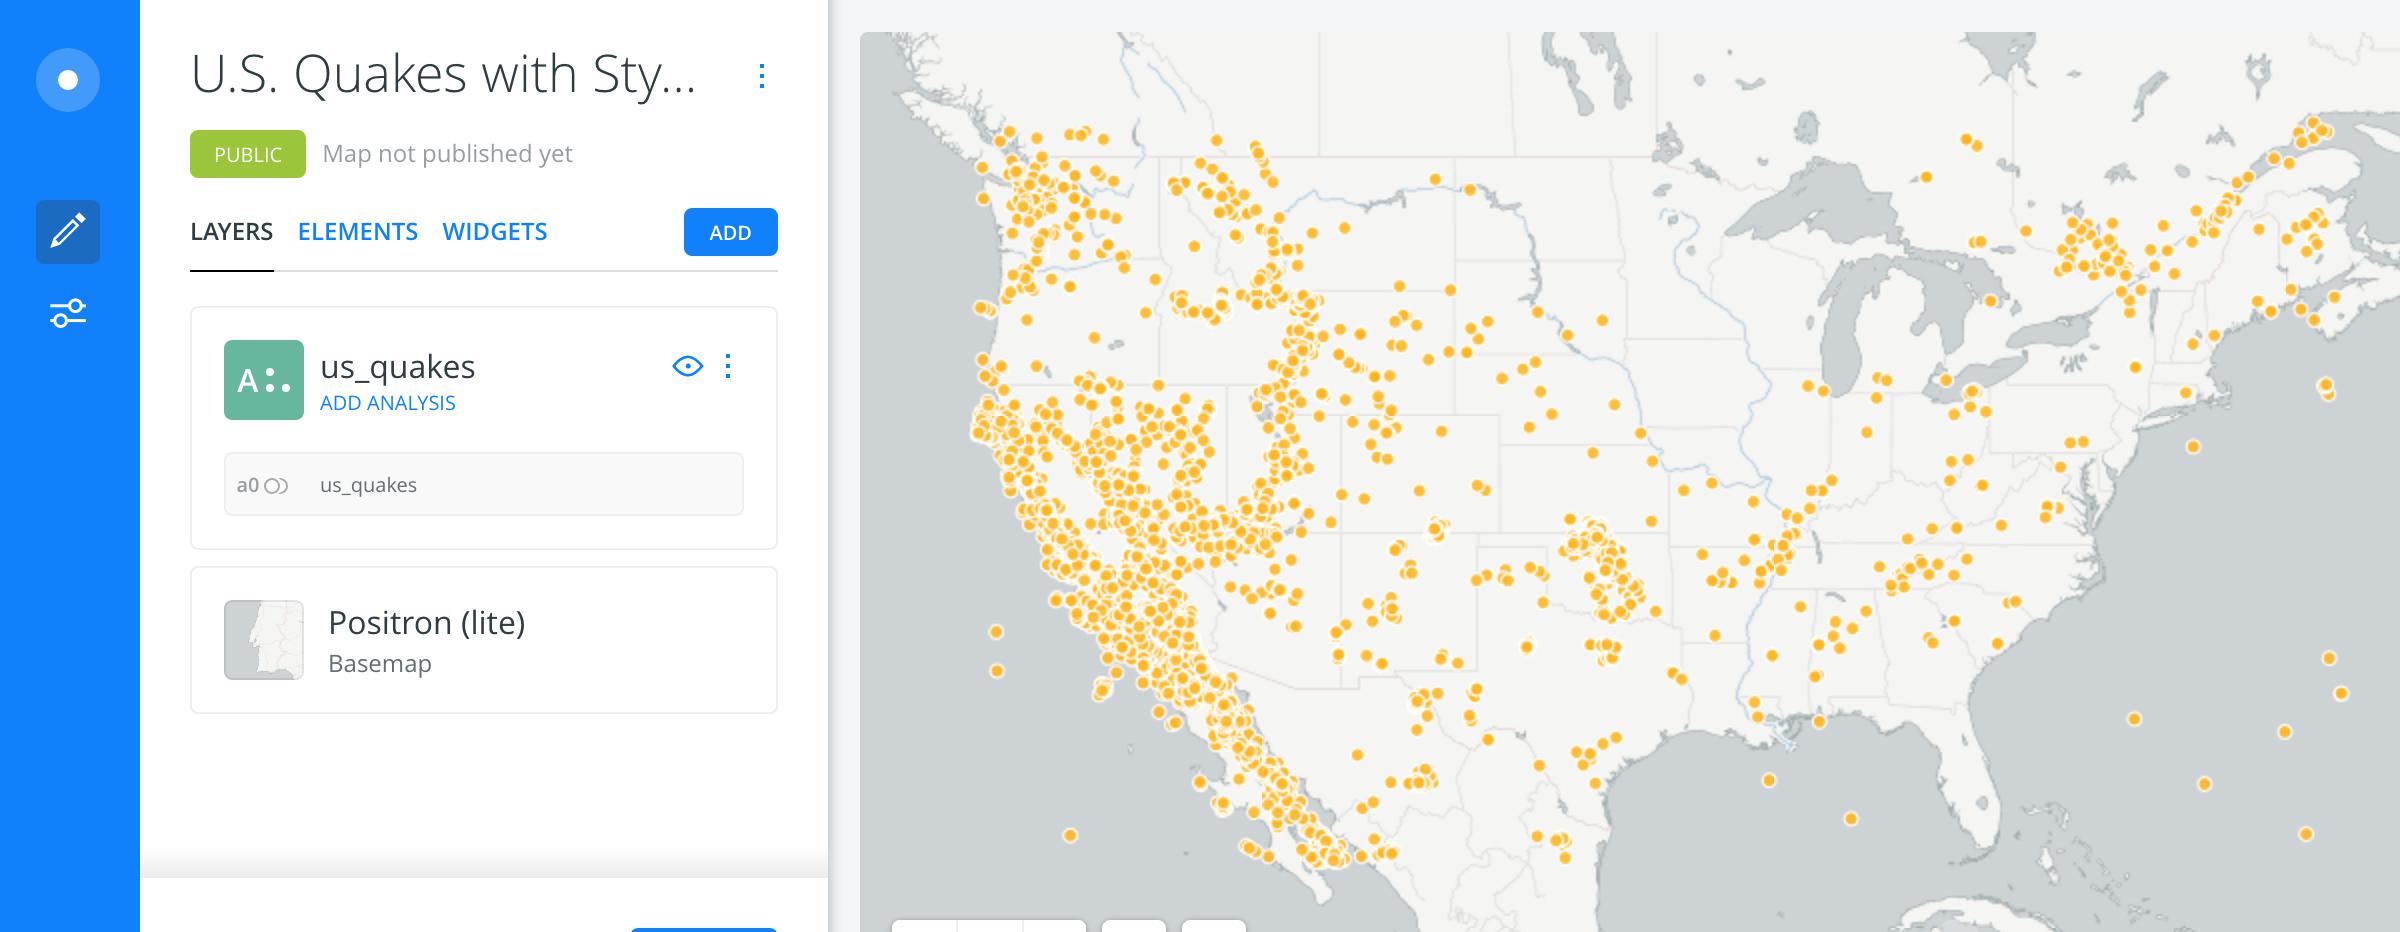 U.S. Quakes with Sty...
PUBLIC
Map not published yet
LAYERS
ELEMENTS
WIDGETS
ADD
A
us_quakes
ADD ANALYSIS
a0
us_quakes
Positron (lite)
Basemap